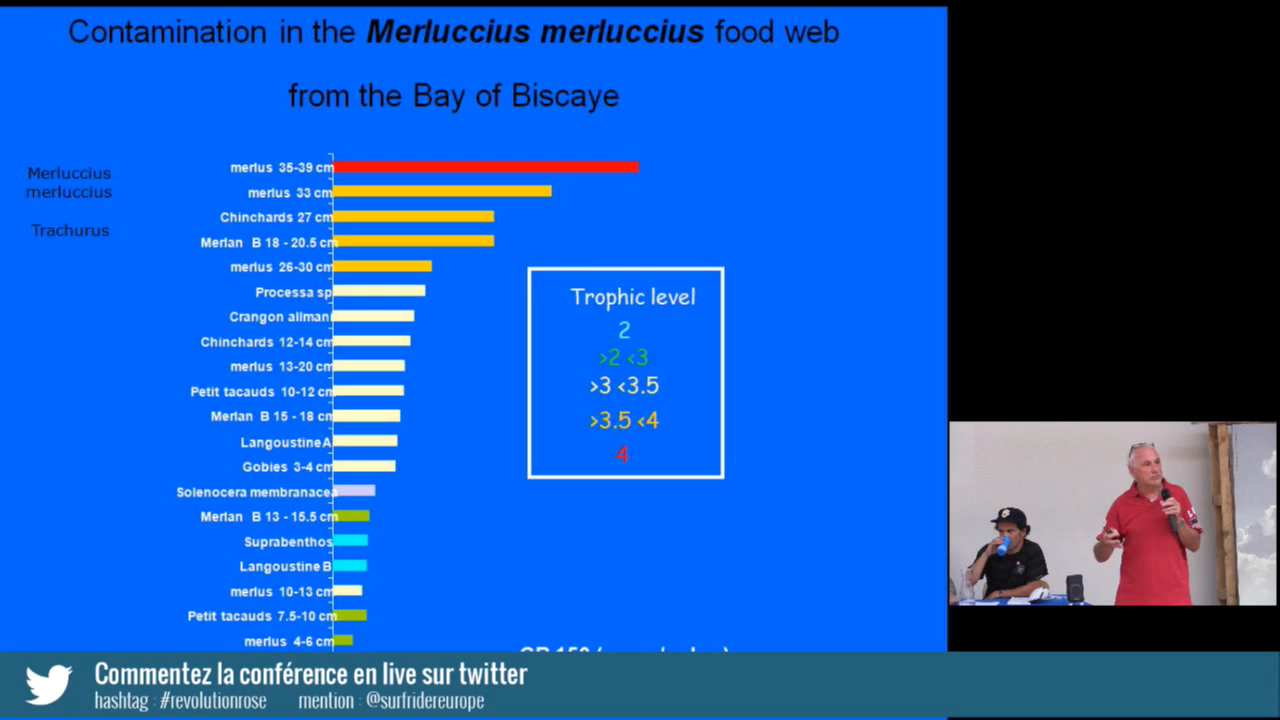 Contamination in the Merluccius merluccius food web
from the Bay of Biscaye
Merluccius
merluccius
Trachurus
merlus 35-39 cm
merlus 33 cm
Chinchards 27 cm
Merlan B 18 - 20.5 cm
merlus 26-30 cm
Processa sp
Crangon allmani
Chinchards 12-14 cm
merlus 13-20 cm
Petit tacauds 10-12 cm
Merlan B 15 - 18 cm
Langoustine A
Gobies 3-4 cm
Solenocera membranacea
Merlan B 13 - 15.5 cm
Suprabenthos
Langoustine B
merlus 10-13 cm
Petit tacauds 7.5-10 cm
merlus 4-6 cm
Trophic level
2
>2 <3
>3 <3.5
>3.5 <4
4
Commentez la conférence en live sur twitter
hashtag : #revolutionrose mention : @surfridereurope